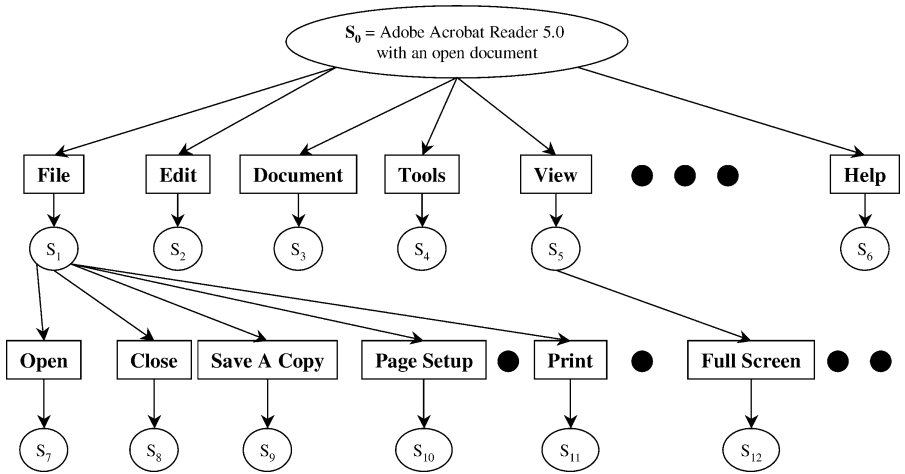 S0 = Adobe Acrobat Reader 5.0
with an open document
File
Edit
Document
Tools
View
Help
S1
S2
S3
S4
S5
S6
Open
Close
Save A Copy
Page Setup
Print
Full Screen
S7
S8
S9
S10
S11
S12